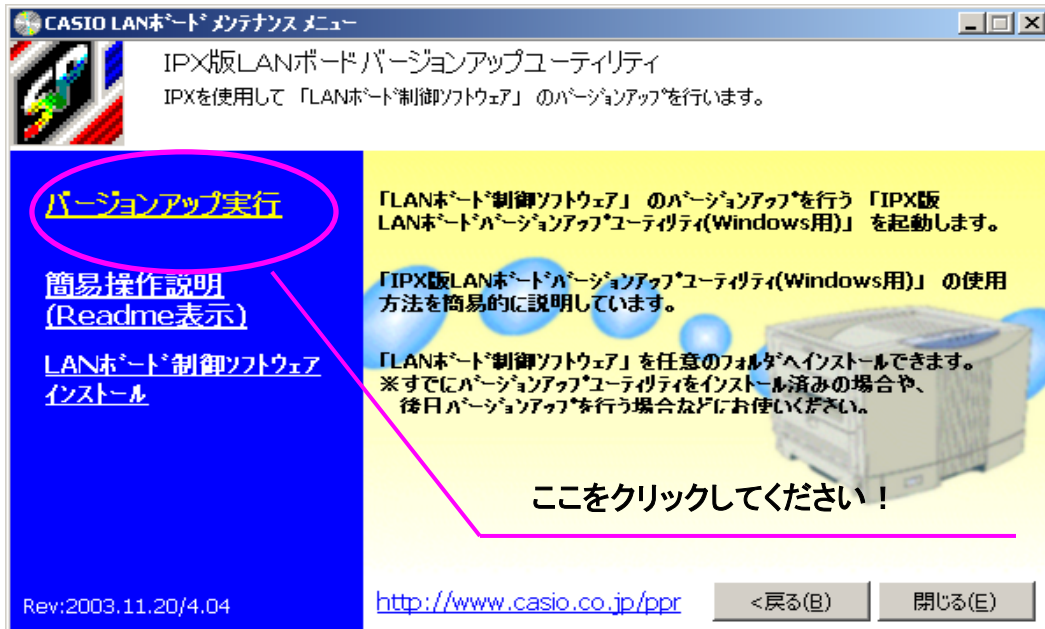 CASIO LANﾎﾞｰﾄﾞ ﾒﾝﾃﾅﾝｽ ﾒﾆｭｰ
IPX版LANボードバージョンアップユーティリティ
IPXを使用して 「LANﾎﾞｰﾄﾞ制御ｿﾌﾄｳｪｱ」 のﾊﾞｰｼﾞｮﾝｱｯﾌﾟを行います。
バージョンアップ実行
「LANﾎﾞｰﾄﾞ制御ｿﾌﾄｳｪｱ」 のﾊﾞｰｼﾞｮﾝｱｯﾌﾟを行う 「IPX版
LANﾎﾞｰﾄﾞﾊﾞｰｼﾞｮﾝｱｯﾌﾟﾕｰﾃｨﾘﾃｨ(Windows用)」 を起動します。
簡易操作説明
(Readme表示)
「IPX版LANﾎﾞｰﾄﾞﾊﾞｰｼﾞｮﾝｱｯﾌﾟﾕｰﾃｨﾘﾃｨ(Windows用)」 の使用
方法を簡易的に説明しています。
LANﾎﾞｰﾄﾞ制御ｿﾌﾄｳｪｱ
ｲﾝｽﾄｰﾙ
「LANﾎﾞｰﾄﾞ制御ｿﾌﾄｳｪｱ」を任意のﾌｫﾙﾀﾞへｲﾝｽﾄｰﾙできます。
※すでにﾊﾞｰｼﾞｮﾝｱｯﾌﾟﾕｰﾃｨﾘﾃｨをｲﾝｽﾄｰﾙ済みの場合や、
後日ﾊﾞｰｼﾞｮﾝｱｯﾌﾟを行う場合などにお使いください。
ここをクリックしてください！
Rev:2003.11.20/4.04
http://www.casio.co.jp/ppr
<戻る(B)
閉じる(E)